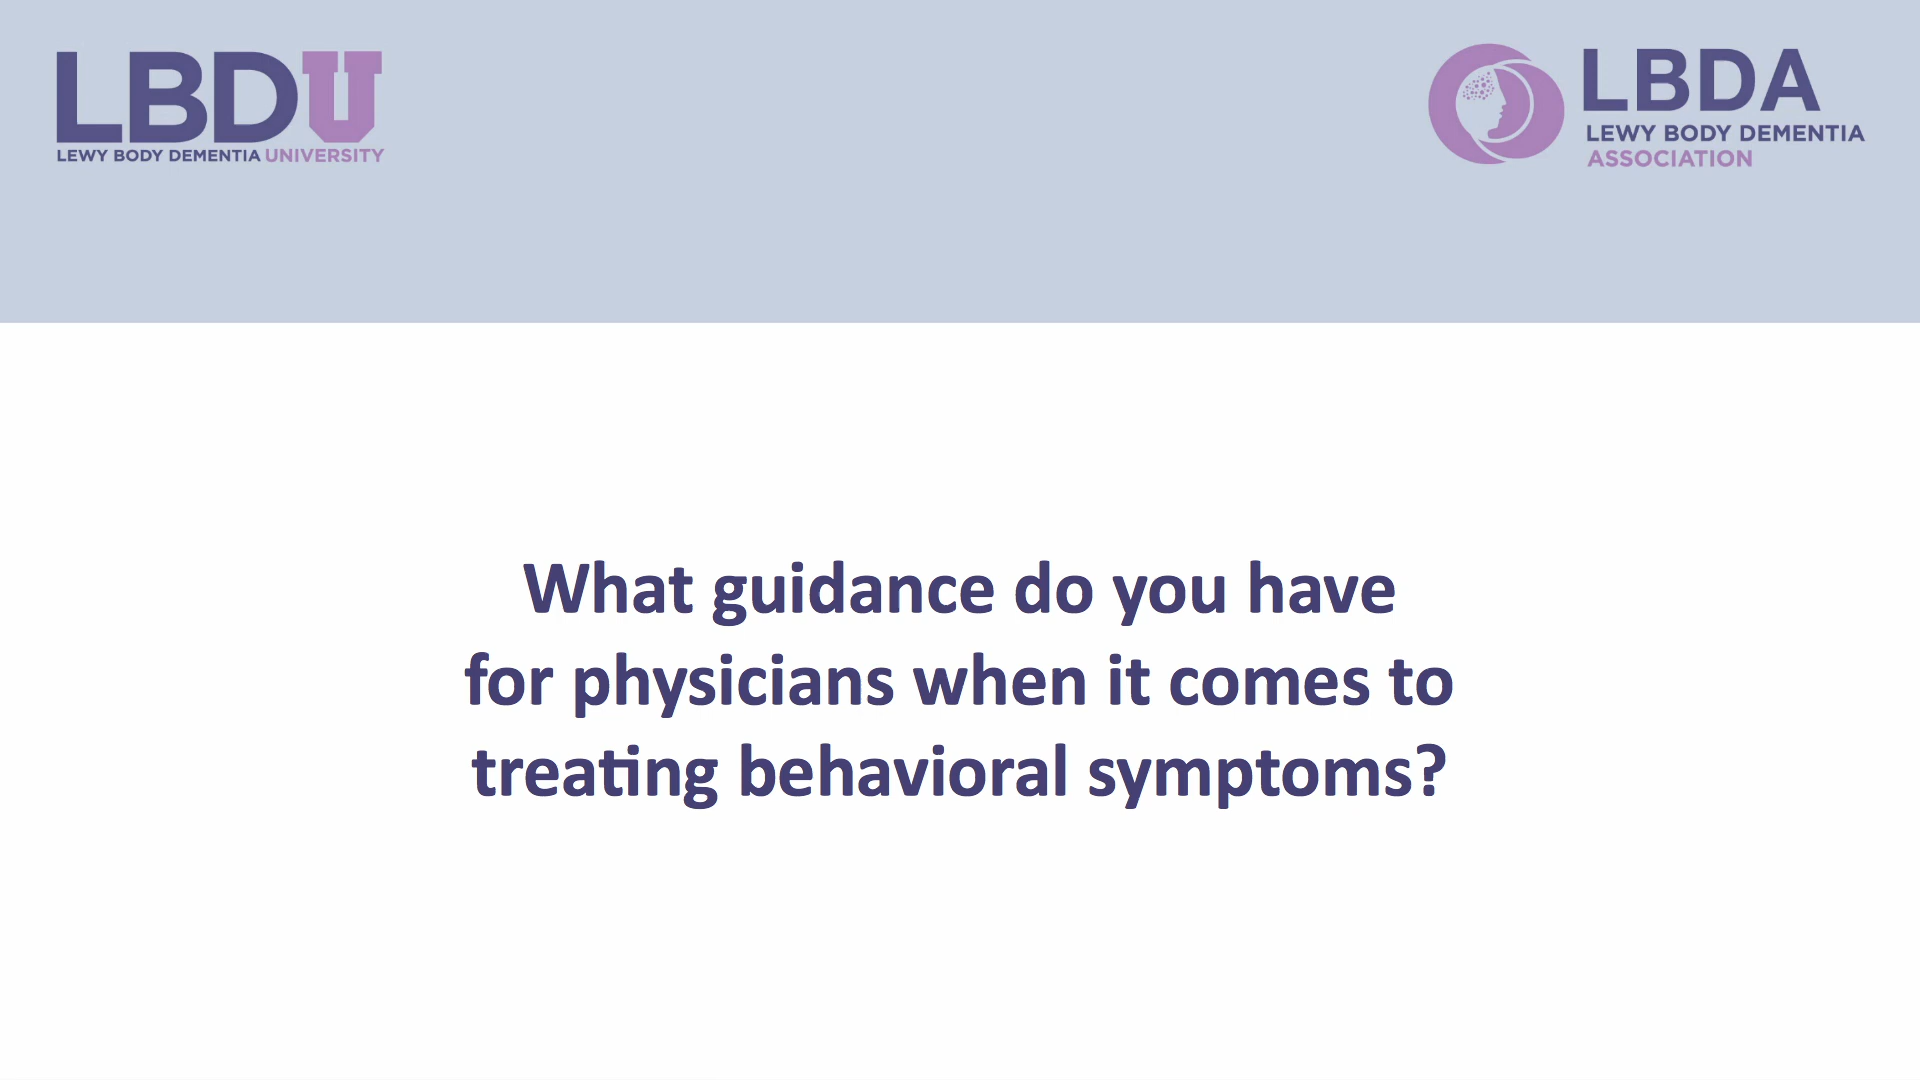 LBDU
LEWY BODY DEMENTIA UNIVERSITY
LBDA
LEWY BODY DEMENTIA
ASSOCIATION
What guidance do you have
for physicians when it comes to
treating behavioral symptoms?